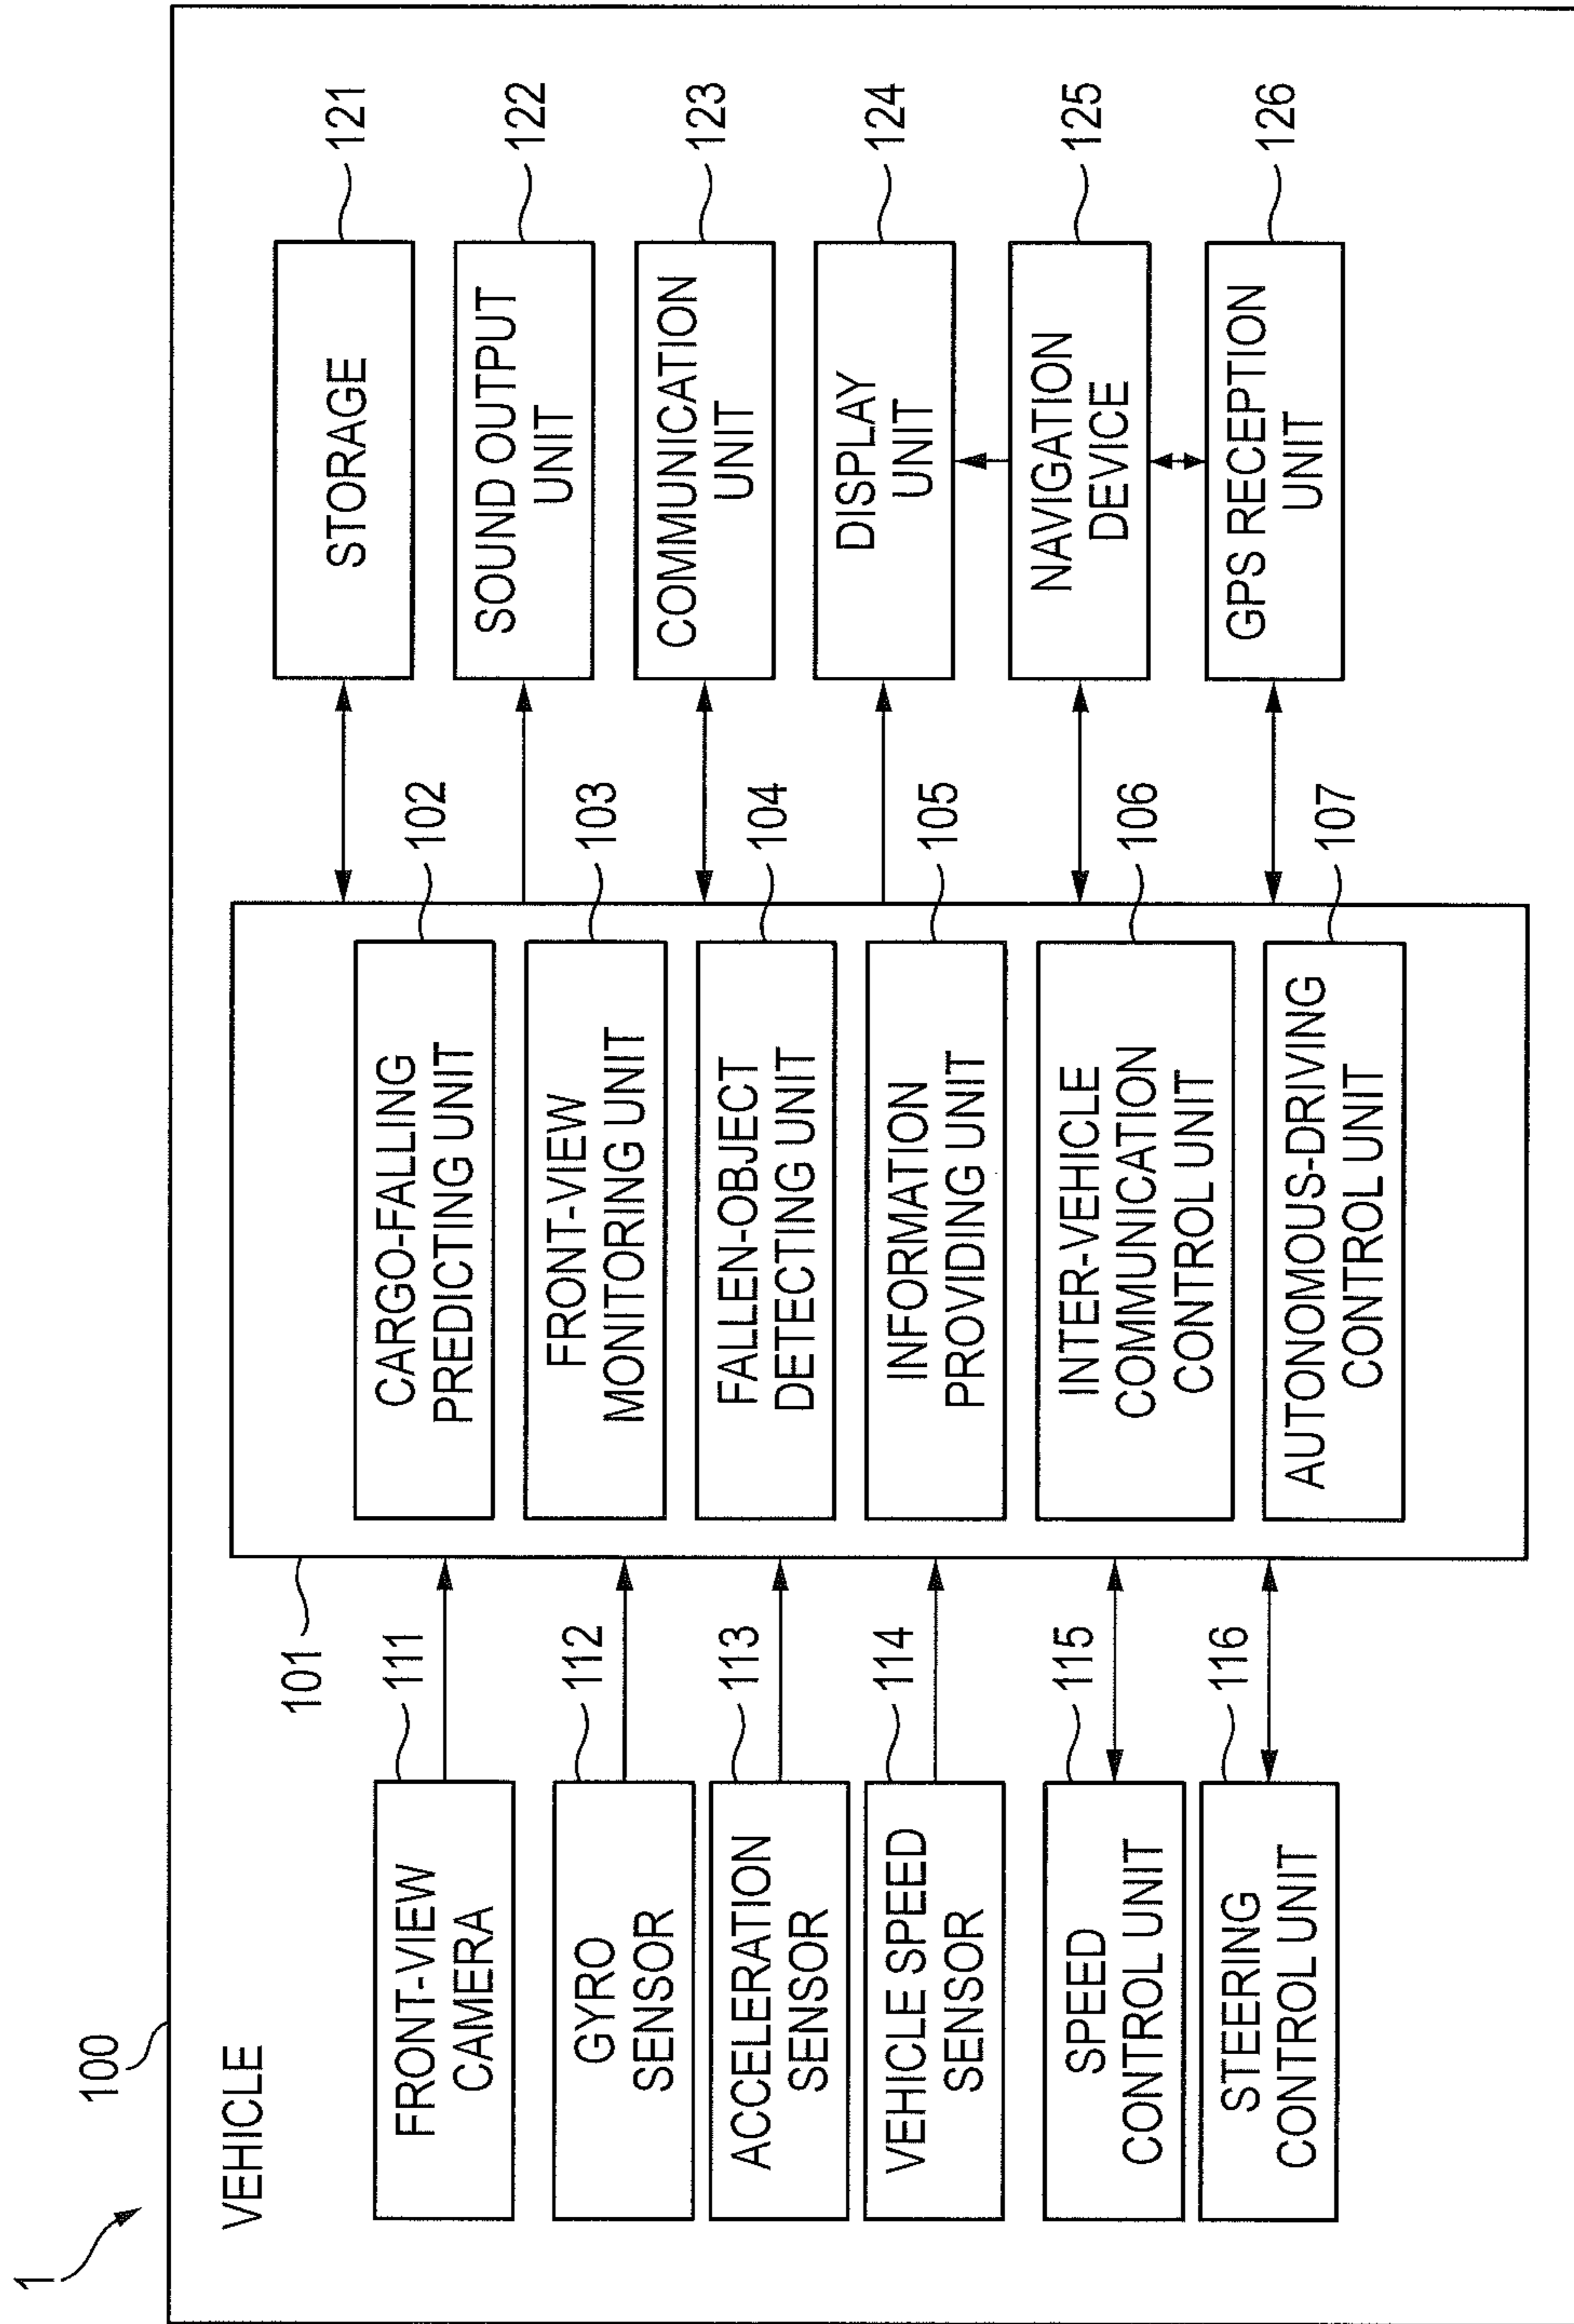 1
100
VEHICLE
101
FRONT-VIEW
CAMERA
111
GYRO
SENSOR
112
ACCELERATION
SENSOR
113
VEHICLE SPEED
SENSOR
114
SPEED
CONTROL UNIT
115
STEERING
CONTROL UNIT
116
CARGO-FALLING
PREDICTING UNIT
102
FRONT-VIEW
MONITORING UNIT
103
FALLEN-OBJECT
DETECTING UNIT
104
INFORMATION
PROVIDING UNIT
105
INTER-VEHICLE
COMMUNICATION
CONTROL UNIT
106
AUTONOMOUS-DRIVING
CONTROL UNIT
107
STORAGE
121
SOUND OUTPUT
UNIT
122
COMMUNICATION
UNIT
123
DISPLAY
UNIT
124
NAVIGATION
DEVICE
125
GPS RECEPTION
UNIT
126